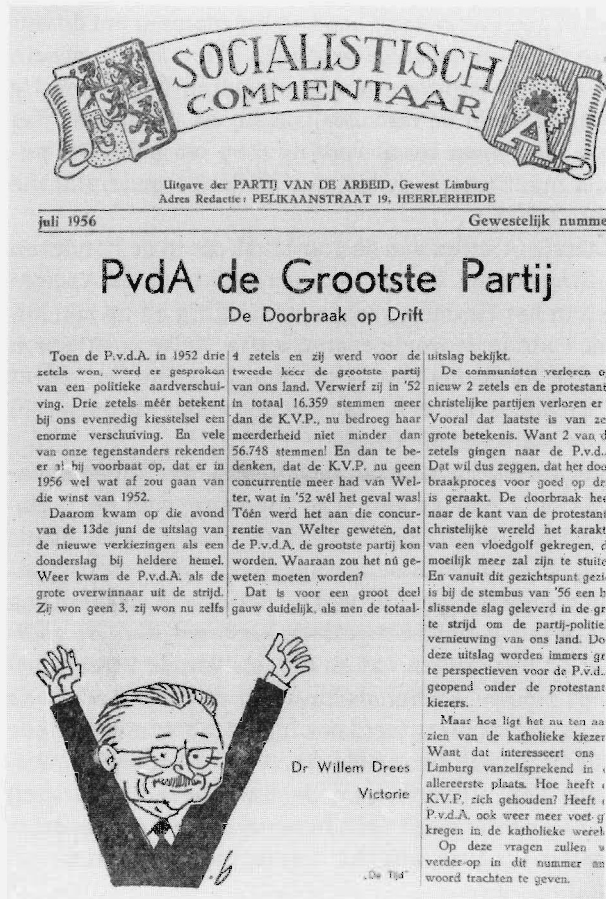 SOCIALISTISCH
COMMENTAAR
A
Uitgave der PARTIJ VAN DE ARBEID, Gewest Limburg
Adres Redactie: PELIKAANSTRAAT 19, HEERLERHEIDE
juli 1956
Gewestelijk numme
PvdA de Grootste Partij
De Doorbraak op Drift
Toen de P.v.d.A. in 1952 drie
zetels won, werd er gesproken
van een politieke aardverschui-
ving. Drie zetels méér betekent
bij ons evenredig kiesstelsel een
enorme verschuiving. En vele
van onze tegenstanders rekenden
er al bij voorbaat op, dat er in
1956 wel wat af zou gaan van
die winst van 1952.
Daarom kwam op die avond
van de 13de juni de uitslag van
de nieuwe verkiezingen als een
donderslag bij heldere hemel.
Weer kwam de P.v.d.A. als de
grote overwinnaar uit de strijd.
Zij won geen 3, zij won nu zelfs
4 zetels en zij werd voor de
tweede keer de grootste partij
van ons land. Verwierf zij in '52
in totaal 16.359 stemmen meer
dan de K.V.P., nu bedroeg haar
meerderheid niet minder dan
56.748 stemmen! En dan te be-
denken, dat de K.V.P. nu geen
concurrentie meer had van Wel-
ter, wat in '52 wél het geval was!
Tóén werd het aan die concur-
rentie van Welter geweten, dat
de P.v.d.A. de grootste partij kon
worden. Waaraan zou het nú ge-
weten moeten worden?
Dat is voor een groot deel
gauw duidelijk, als men de totaal-
uitslag bekijkt.
De communisten verloren o
nieuw 2 zetels en de protestant
christelijke partijen verloren er
Vooral dat laatste is van ze
grote betekenis. Want 2 van d
zetels gingen naar de P.v.d.
Dat wil dus zeggen, dat het doo
braakproces voor goed op dr
is geraakt. De doorbraak hee
naar de kant van de protestant
christelijke wereld het karakt
van een vloedgolf gekregen, d
moeilijk meer zal zijn te stuite
En vanuit dit gezichtspunt gezi
is bij de stembus van '56 een b
slissende slag geleverd in de gr
te strijd om de partij-politie
vernieuwing van ons land. Do
deze uitslag worden immers gr
te perspectieven voor de P.v.d.
geopend onder de protestant
kiezers.
Maar hoe ligt het nu ten aa
zien van de katholieke kiezer
Want dat interesseert ons
Limburg vanzelfsprekend in
allereerste plaats. Hoe heeft
K.V.P. zich gehouden? Heeft
P.v.d.A. ook weer meer voet g
kregen in de katholieke wereld
Op deze vragen zullen w
verder-op in dit nummer an
woord trachten te geven.
Dr Willem Drees
Victorie
„De Tijd"